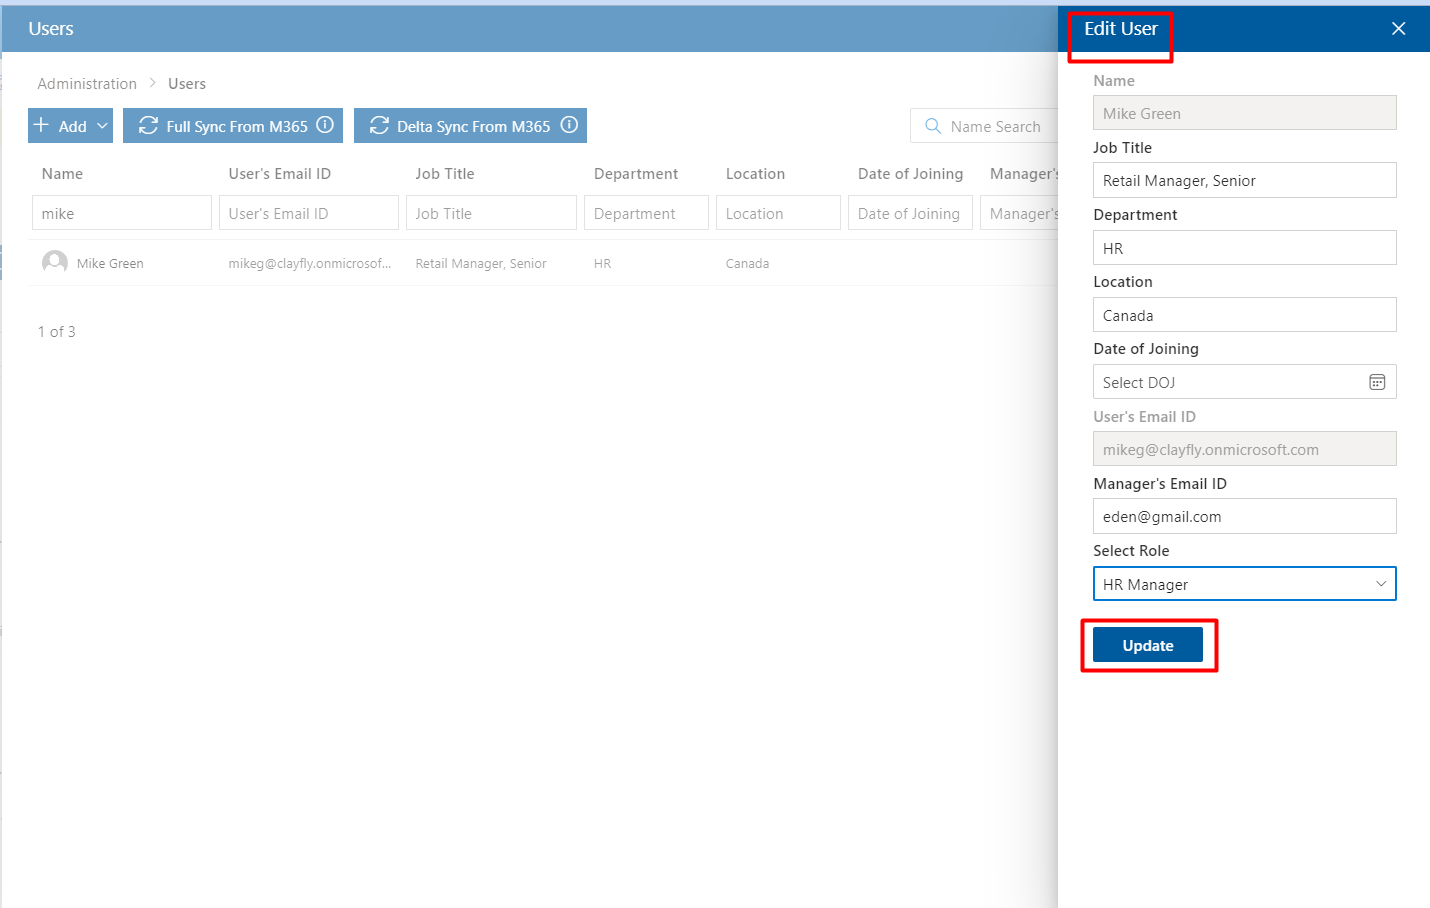 Users
Administration > Users
Add
Full Sync From M365
Delta Sync From M365
Name Search
Name User's Email ID Job Title Department Location Date of Joining Manager's
mike User's Email ID Job Title Department Location Date of Joining Manager's
Mike Green mikeg@clayfly.onmicrosof... Retail Manager, Senior HR Canada
1 of 3
Edit User
Name
Mike Green
Job Title
Retail Manager, Senior
Department
HR
Location
Canada
Date of Joining
Select DOJ
User's Email ID
mikeg@clayfly.onmicrosoft.com
Manager's Email ID
eden@gmail.com
Select Role
HR Manager
Update